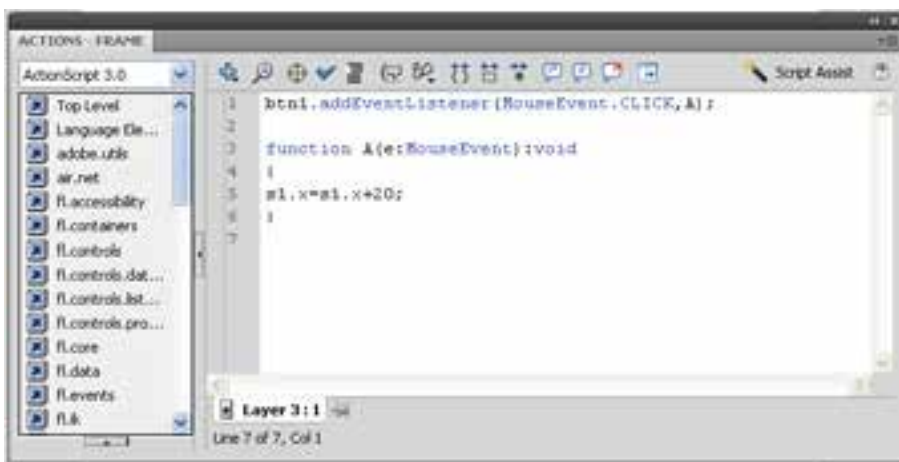 ACTIONS - FRAME
ActionScript 3.0
Script Assist
Top Level
Language Ele...
adobe.utils
air.net
fl.accessibility
fl.containers
fl.controls
fl.controls.dat...
fl.controls.list...
fl.controls.pro...
fl.core
fl.data
fl.events
fl.ik
1 btn1.addEventListener(MouseEvent.CLICK,A);
2
3 function A(e:MouseEvent):void
4 {
5 s1.x=s1.x+20;
6 }
7
Layer 3:1
Line 7 of 7, Col 1